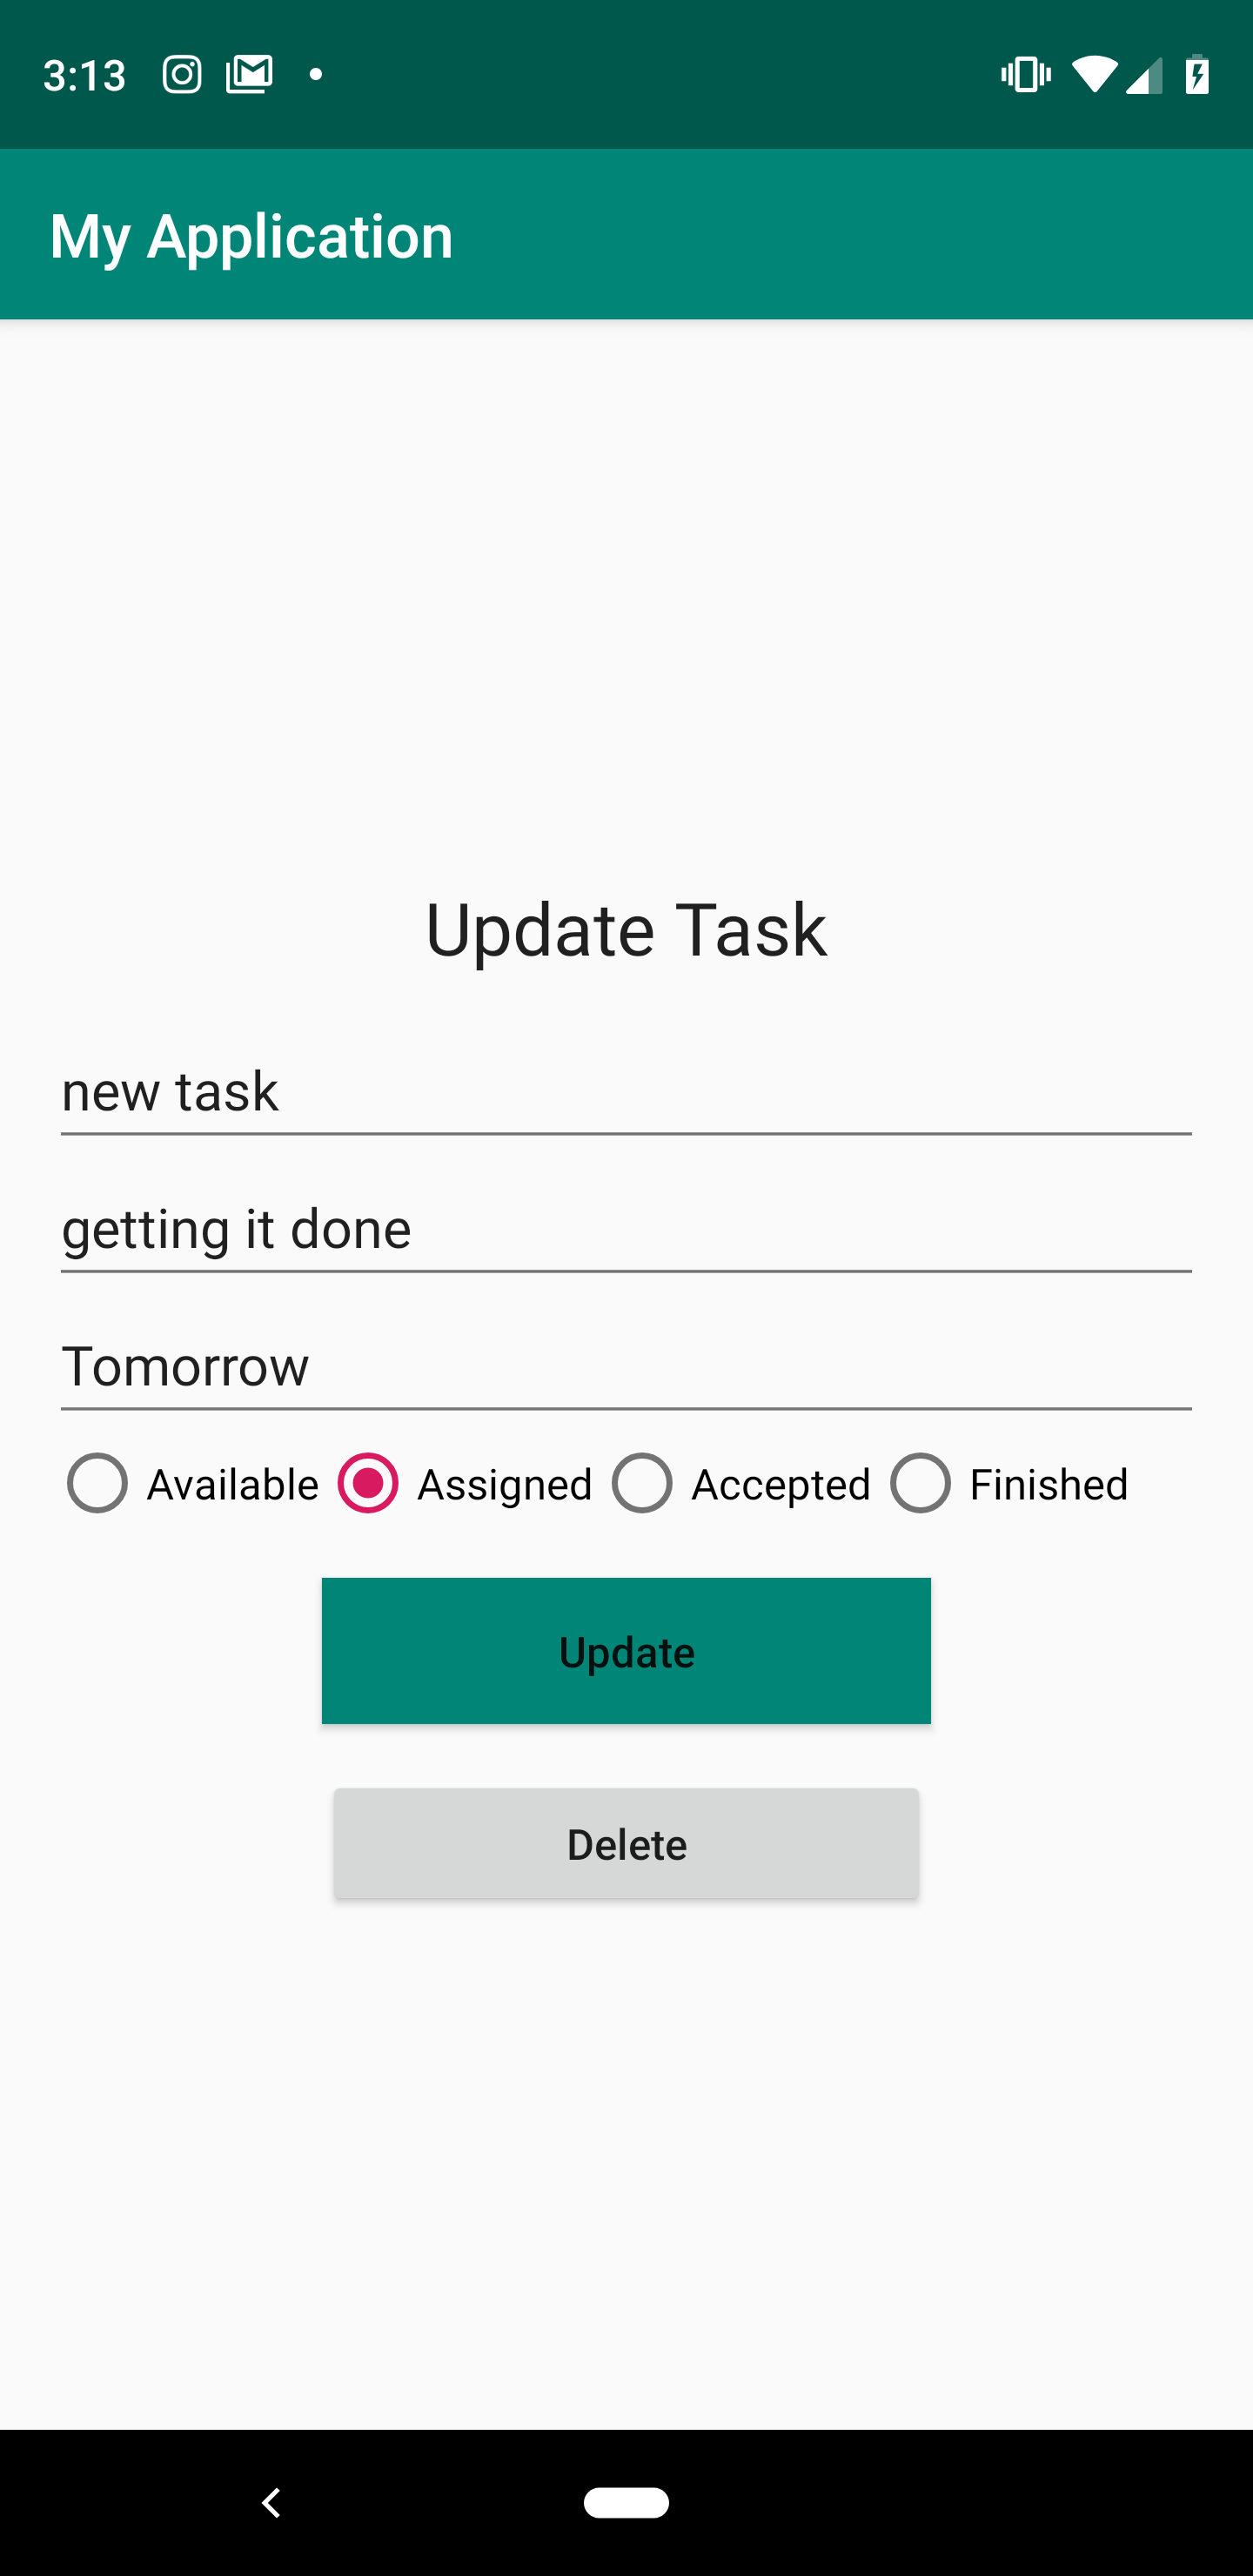 3:13
My Application
Update Task
new task
getting it done
Tomorrow
Available Assigned Accepted Finished
Update
Delete